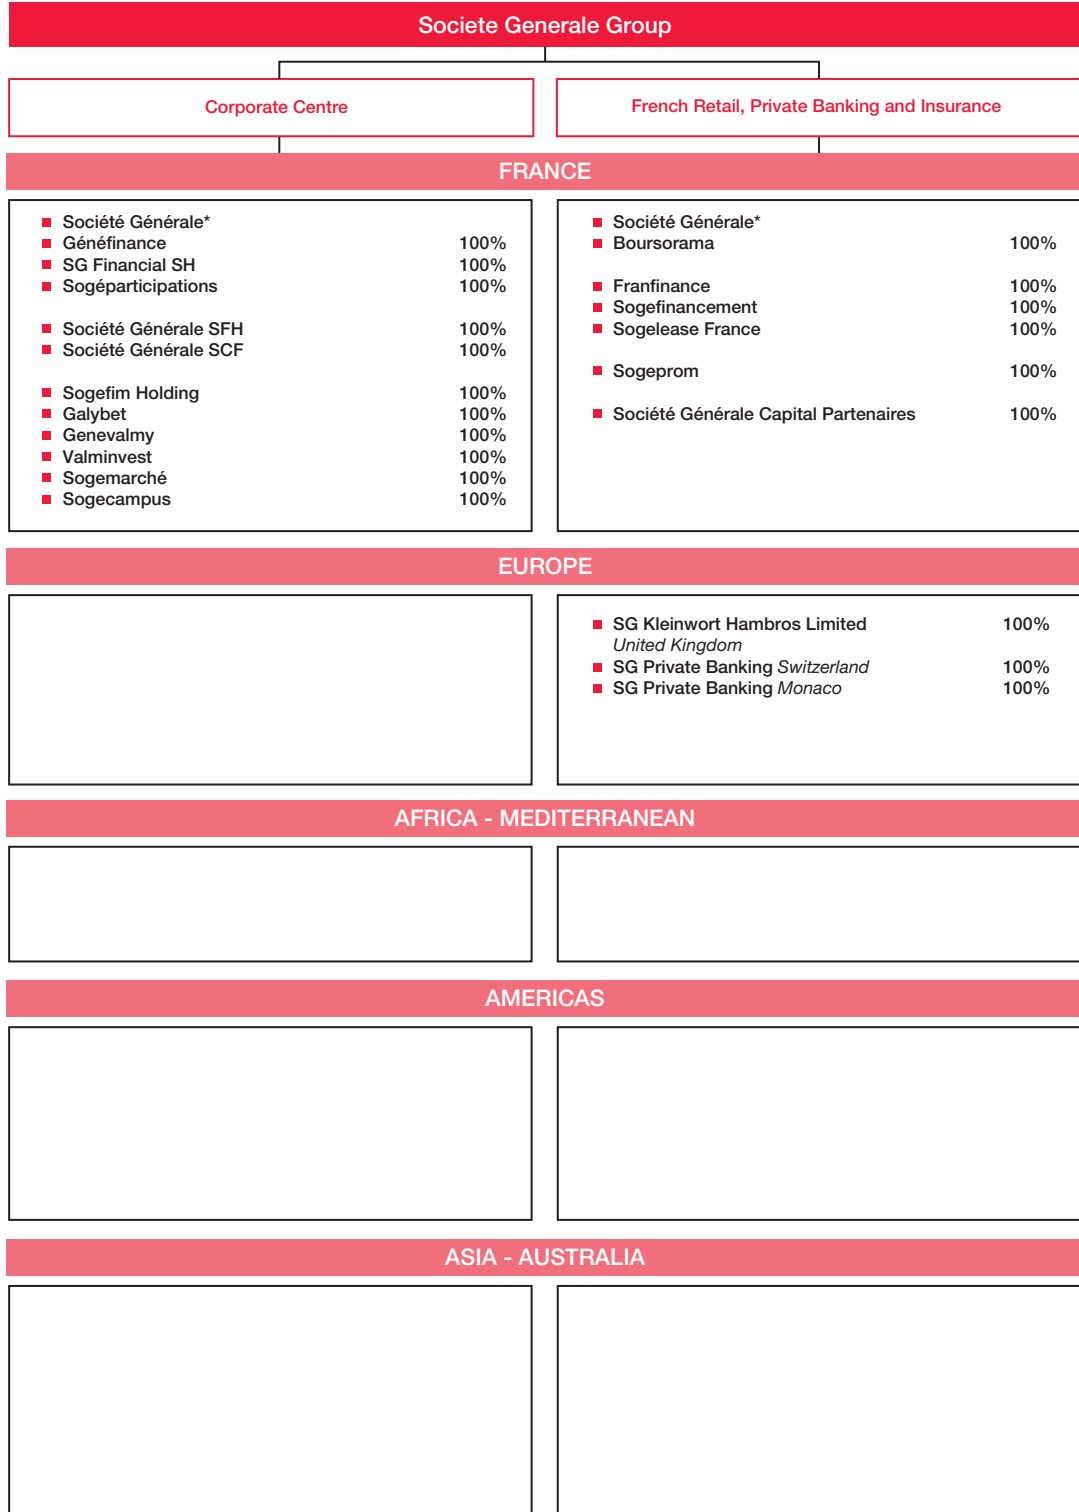 Societe Generale Group
Corporate Centre
French Retail, Private Banking and Insurance
FRANCE
Société Générale*
Généfinance 100%
SG Financial SH 100%
Sogéparticipations 100%
Société Générale SFH 100%
Société Générale SCF 100%
Sogefim Holding 100%
Galybet 100%
Genevalmy 100%
Valminvest 100%
Sogemarché 100%
Sogecampus 100%
Société Générale*
Boursorama 100%
Franfinance 100%
Sogefinancement 100%
Sogelease France 100%
Sogeprom 100%
Société Générale Capital Partenaires 100%
EUROPE
SG Kleinwort Hambros Limited 100%
United Kingdom
SG Private Banking Switzerland 100%
SG Private Banking Monaco 100%
AFRICA - MEDITERRANEAN
AMERICAS
ASIA - AUSTRALIA